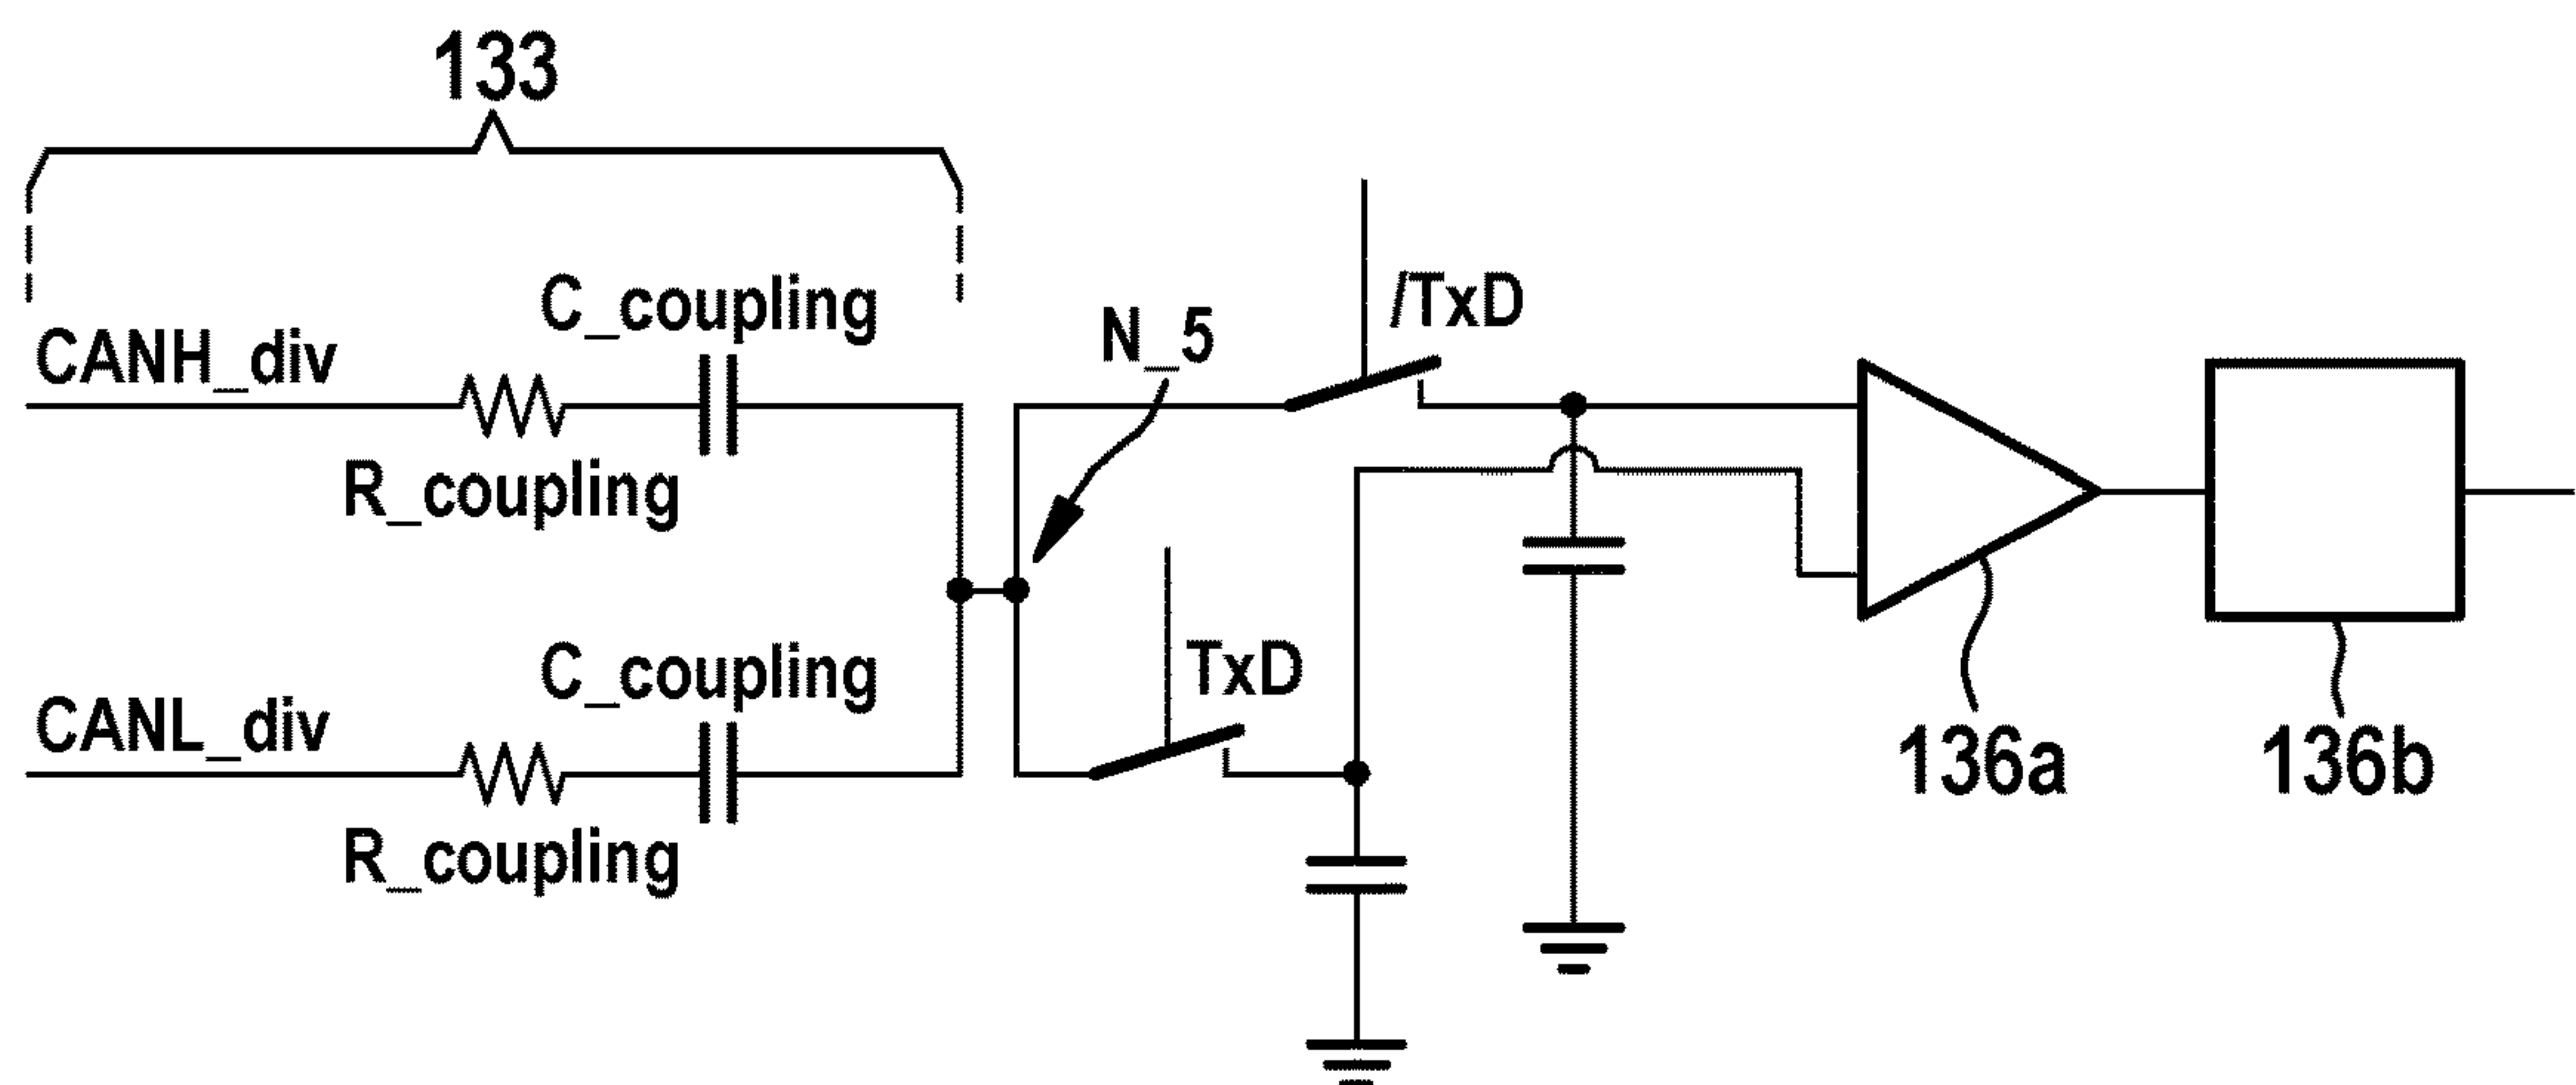 133
C_coupling
CANH_div
R_coupling
N_5
/TxD
C_coupling
CANL_div
R_coupling
TxD
136a
136b